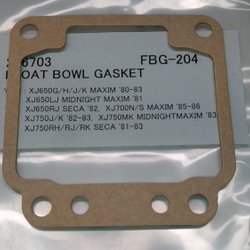 6703 FBG-204
OAT BOWL GASKET
: XJ650G/H/J/K MAXIM '80-83
XJ650LJ MIDNIGHT MAXIM '81
XJ650RJ SECA '82, XJ700N/S MAXIM '85-86
XJ750J/K '82-83, XJ750MK MIDNIGHTMAXIM '83
XJ750RH/RJ/RK SECA '81-83